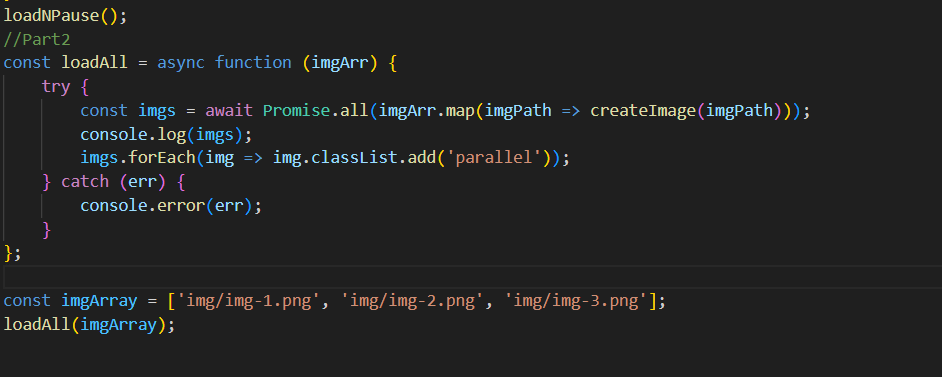 loadNPause();
//Part2
const loadAll = async function (imgArr) {
    try {
        const imgs = await Promise.all(imgArr.map(imgPath => createImage(imgPath)));
        console.log(imgs);
        imgs.forEach(img => img.classList.add('parallel'));
    } catch (err) {
        console.error(err);
    }
};

const imgArray = ['img/img-1.png', 'img/img-2.png', 'img/img-3.png'];
loadAll(imgArray);